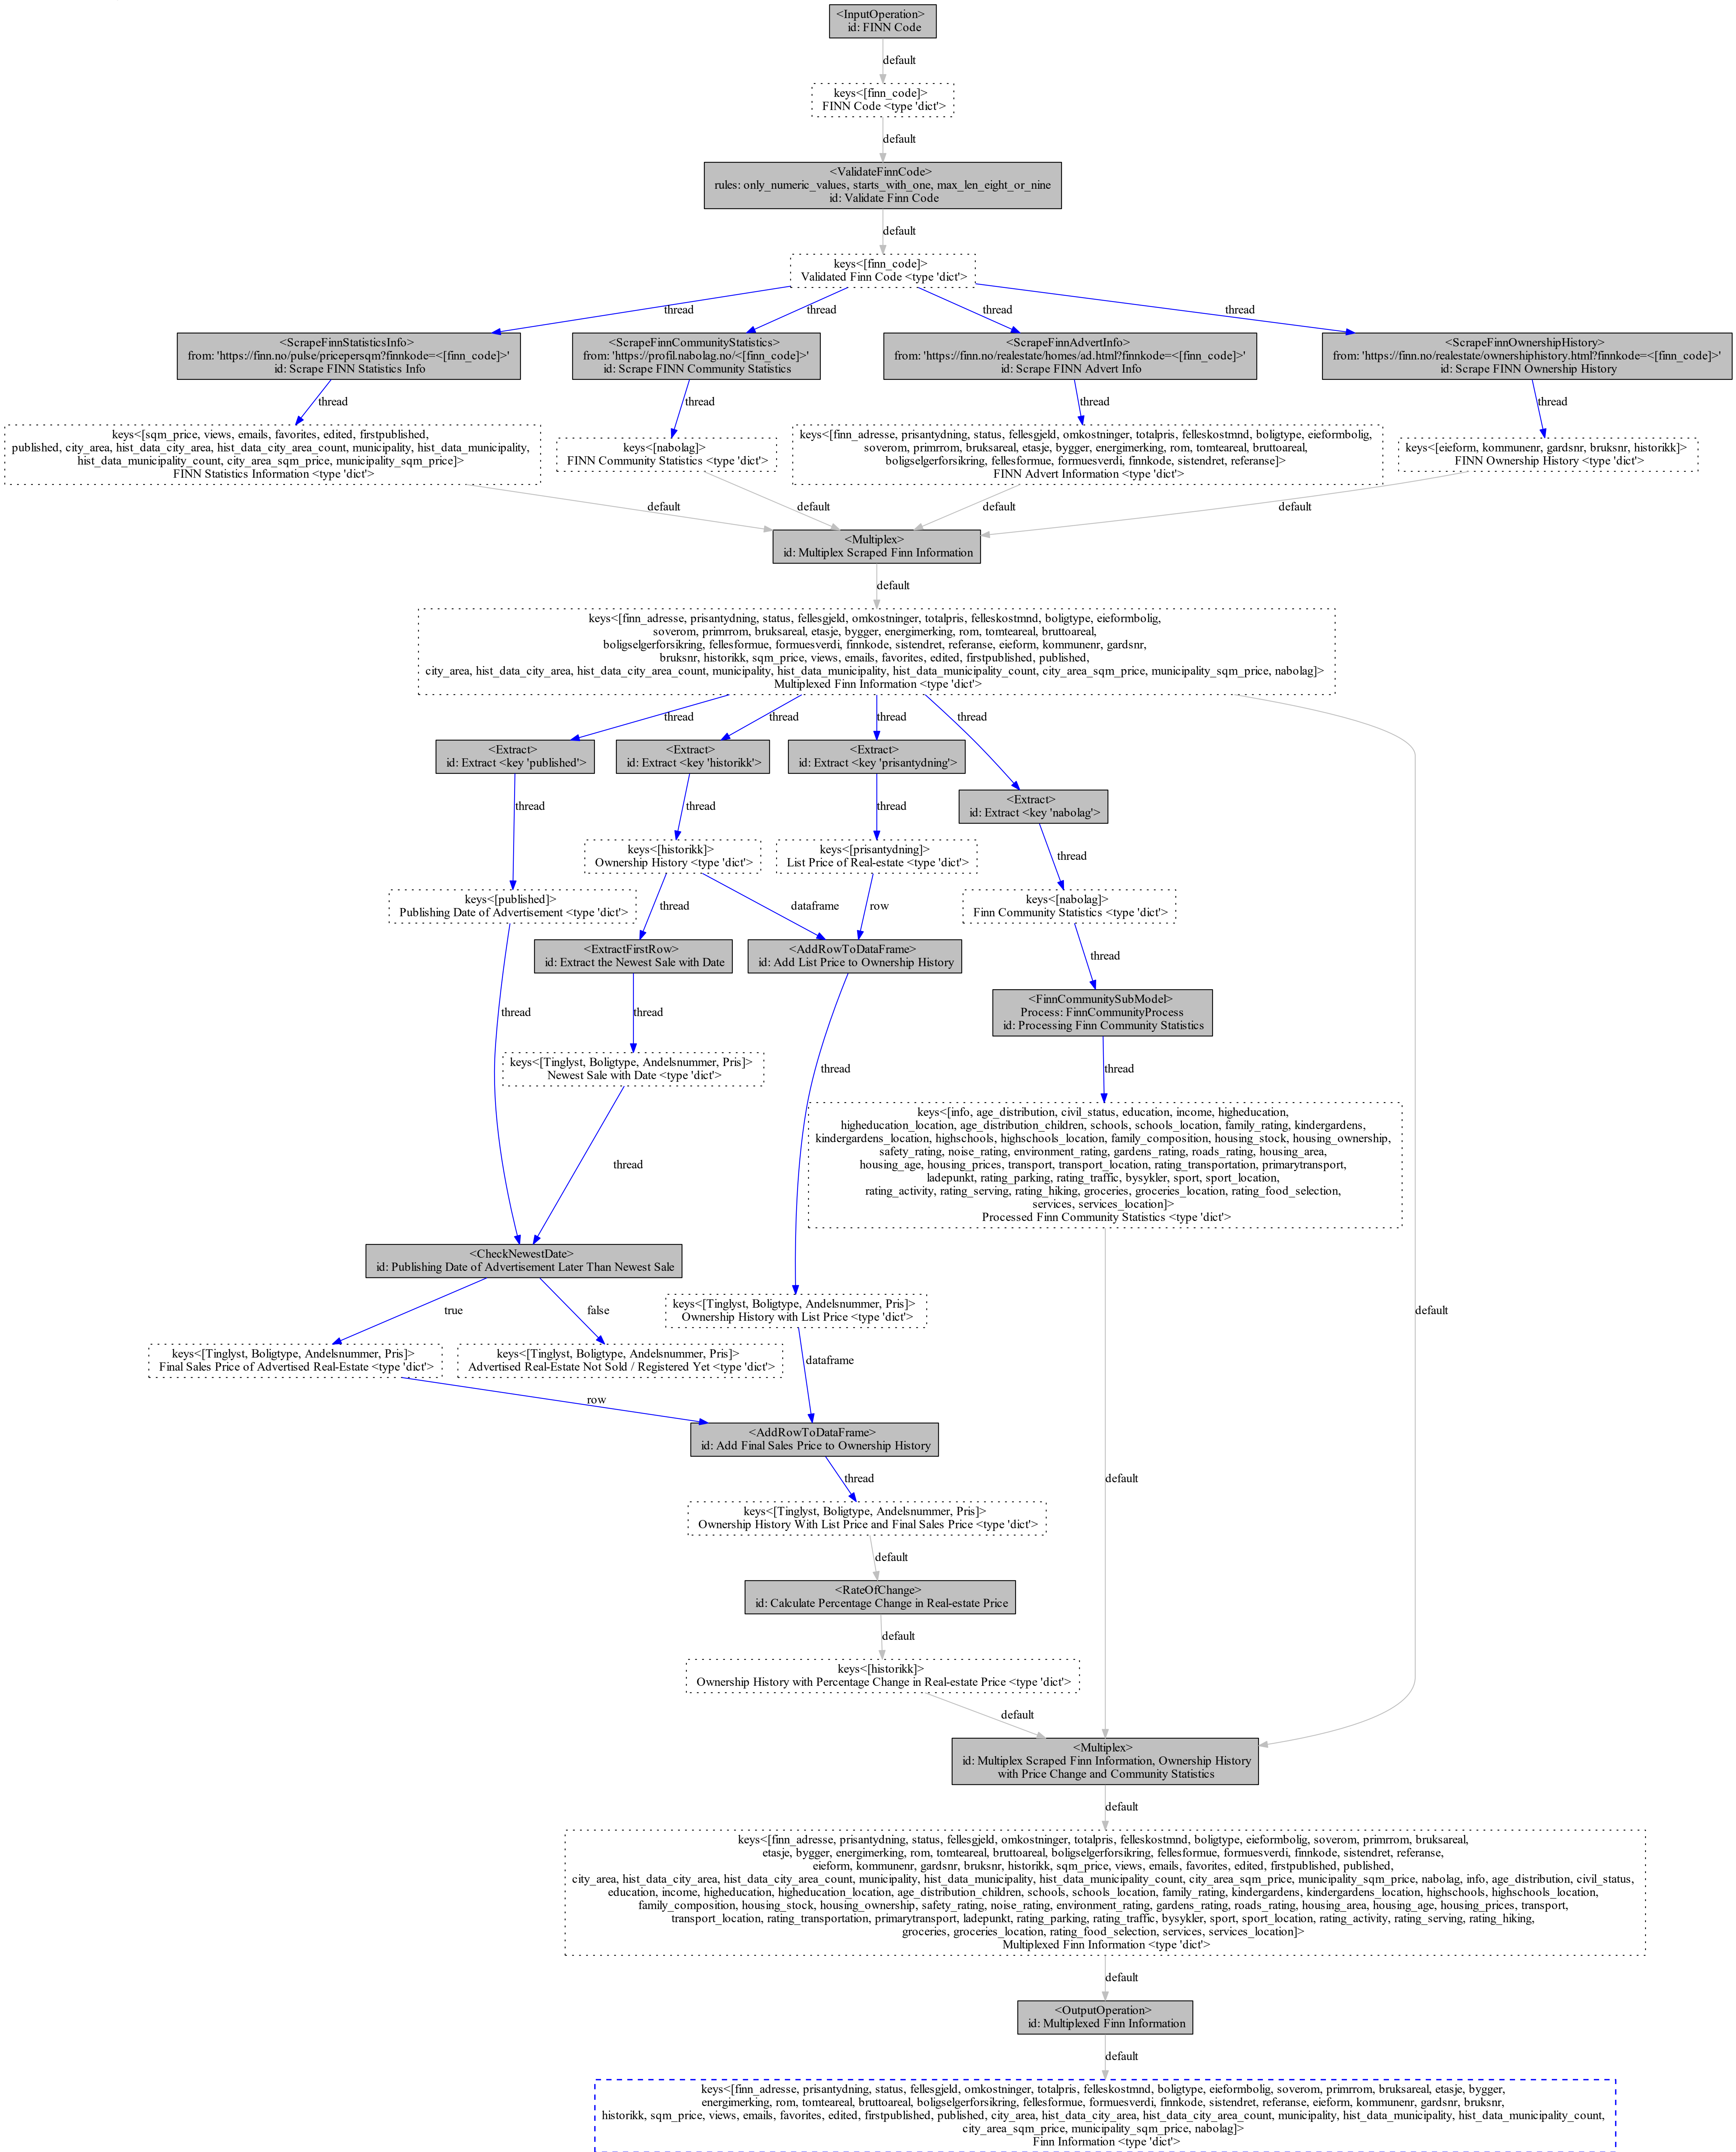 <InputOperation>
id: FINN Code
default
keys<[finn_code]>
FINN Code <type 'dict'>
default
<ValidateFinnCode>
rules: only_numeric_values, starts_with_one, max_len_eight_or_nine
id: Validate Finn Code
default
keys<[finn_code]>
Validated Finn Code <type 'dict'>
thread
thread
thread
thread
<ScrapeFinnStatisticsInfo>
from: 'https://finn.no/pulse/pricepersqm?finnkode=<[finn_code]>'
id: Scrape FINN Statistics Info
<ScrapeFinnCommunityStatistics>
from: 'https://profil.nabolag.no/<[finn_code]>'
id: Scrape FINN Community Statistics
<ScrapeFinnAdvertInfo>
from: 'https://finn.no/realestate/homes/ad.html?finnkode=<[finn_code]>'
id: Scrape FINN Advert Info
<ScrapeFinnOwnershipHistory>
from: 'https://finn.no/realestate/ownershiphistory.html?finnkode=<[finn_code]>'
id: Scrape FINN Ownership History
thread
thread
thread
thread
keys<[sqm_price, views, emails, favorites, edited, firstpublished,
published, city_area, hist_data_city_area, hist_data_city_area_count, municipality, hist_data_municipality,
hist_data_municipality_count, city_area_sqm_price, municipality_sqm_price]>
FINN Statistics Information <type 'dict'>
keys<[nabolag]>
FINN Community Statistics <type 'dict'>
keys<[finn_adresse, prisantydning, status, fellesgjeld, omkostninger, totalpris, felleskostmnd, boligtype, eieformbolig,
soverom, primrrom, bruksareal, etasje, bygger, energimerking, rom, tomteareal, bruttoareal,
boligselgerforsikring, fellesformue, formuesverdi, finnkode, sistendret, referanse]>
FINN Advert Information <type 'dict'>
keys<[eieform, kommunenr, gardsnr, bruksnr, historikk]>
FINN Ownership History <type 'dict'>
default
default
default
default
<Multiplex>
id: Multiplex Scraped Finn Information
default
keys<[finn_adresse, prisantydning, status, fellesgjeld, omkostninger, totalpris, felleskostmnd, boligtype, eieformbolig,
soverom, primrrom, bruksareal, etasje, bygger, energimerking, rom, tomteareal, bruttoareal,
boligselgerforsikring, fellesformue, formuesverdi, finnkode, sistendret, referanse, eieform, kommunenr, gardsnr,
bruksnr, historikk, sqm_price, views, emails, favorites, edited, firstpublished, published,
city_area, hist_data_city_area, hist_data_city_area_count, municipality, hist_data_municipality, hist_data_municipality_count, city_area_sqm_price, municipality_sqm_price, nabolag]>
Multiplexed Finn Information <type 'dict'>
thread
thread
thread
thread
<Extract>
id: Extract <key 'published'>
<Extract>
id: Extract <key 'historikk'>
<Extract>
id: Extract <key 'prisantydning'>
<Extract>
id: Extract <key 'nabolag'>
thread
thread
thread
thread
keys<[historikk]>
Ownership History <type 'dict'>
keys<[prisantydning]>
List Price of Real-estate <type 'dict'>
keys<[published]>
Publishing Date of Advertisement <type 'dict'>
keys<[nabolag]>
Finn Community Statistics <type 'dict'>
thread
dataframe
row
<ExtractFirstRow>
id: Extract the Newest Sale with Date
<AddRowToDataFrame>
id: Add List Price to Ownership History
thread
<FinnCommunitySubModel>
Process: FinnCommunityProcess
id: Processing Finn Community Statistics
thread
thread
keys<[Tinglyst, Boligtype, Andelsnummer, Pris]>
Newest Sale with Date <type 'dict'>
thread
thread
keys<[info, age_distribution, civil_status, education, income, higheducation,
higheducation_location, age_distribution_children, schools, schools_location, family_rating, kindergardens,
kindergardens_location, highschools, highschools_location, family_composition, housing_stock, housing_ownership,
safety_rating, noise_rating, environment_rating, gardens_rating, roads_rating, housing_area,
housing_age, housing_prices, transport, transport_location, rating_transportation, primarytransport,
ladepunkt, rating_parking, rating_traffic, bysykler, sport, sport_location,
rating_activity, rating_serving, rating_hiking, groceries, groceries_location, rating_food_selection,
services, services_location]>
Processed Finn Community Statistics <type 'dict'>
thread
<CheckNewestDate>
id: Publishing Date of Advertisement Later Than Newest Sale
true
false
keys<[Tinglyst, Boligtype, Andelsnummer, Pris]>
Ownership History with List Price <type 'dict'>
default
keys<[Tinglyst, Boligtype, Andelsnummer, Pris]>
Final Sales Price of Advertised Real-Estate <type 'dict'>
keys<[Tinglyst, Boligtype, Andelsnummer, Pris]>
Advertised Real-Estate Not Sold / Registered Yet <type 'dict'>
dataframe
row
<AddRowToDataFrame>
id: Add Final Sales Price to Ownership History
thread
default
keys<[Tinglyst, Boligtype, Andelsnummer, Pris]>
Ownership History With List Price and Final Sales Price <type 'dict'>
default
<RateOfChange>
id: Calculate Percentage Change in Real-estate Price
default
keys<[historikk]>
Ownership History with Percentage Change in Real-estate Price <type 'dict'>
default
<Multiplex>
id: Multiplex Scraped Finn Information, Ownership History
with Price Change and Community Statistics
default
keys<[finn_adresse, prisantydning, status, fellesgjeld, omkostninger, totalpris, felleskostmnd, boligtype, eieformbolig, soverom, primrrom, bruksareal,
etasje, bygger, energimerking, rom, tomteareal, bruttoareal, boligselgerforsikring, fellesformue, formuesverdi, finnkode, sistendret, referanse,
eieform, kommunenr, gardsnr, bruksnr, historikk, sqm_price, views, emails, favorites, edited, firstpublished, published,
city_area, hist_data_city_area, hist_data_city_area_count, municipality, hist_data_municipality, hist_data_municipality_count, city_area_sqm_price, municipality_sqm_price, nabolag, info, age_distribution, civil_status,
education, income, higheducation, higheducation_location, age_distribution_children, schools, schools_location, family_rating, kindergardens, kindergardens_location, highschools, highschools_location,
family_composition, housing_stock, housing_ownership, safety_rating, noise_rating, environment_rating, gardens_rating, roads_rating, housing_area, housing_age, housing_prices, transport,
transport_location, rating_transportation, primarytransport, ladepunkt, rating_parking, rating_traffic, bysykler, sport, sport_location, rating_activity, rating_serving, rating_hiking,
groceries, groceries_location, rating_food_selection, services, services_location]>
Multiplexed Finn Information <type 'dict'>
default
<OutputOperation>
id: Multiplexed Finn Information
default
keys<[finn_adresse, prisantydning, status, fellesgjeld, omkostninger, totalpris, felleskostmnd, boligtype, eieformbolig, soverom, primrrom, bruksareal, etasje, bygger,
energimerking, rom, tomteareal, bruttoareal, boligselgerforsikring, fellesformue, formuesverdi, finnkode, sistendret, referanse, eieform, kommunenr, gardsnr, bruksnr,
historikk, sqm_price, views, emails, favorites, edited, firstpublished, published, city_area, hist_data_city_area, hist_data_city_area_count, municipality, hist_data_municipality, hist_data_municipality_count,
city_area_sqm_price, municipality_sqm_price, nabolag]>
Finn Information <type 'dict'>